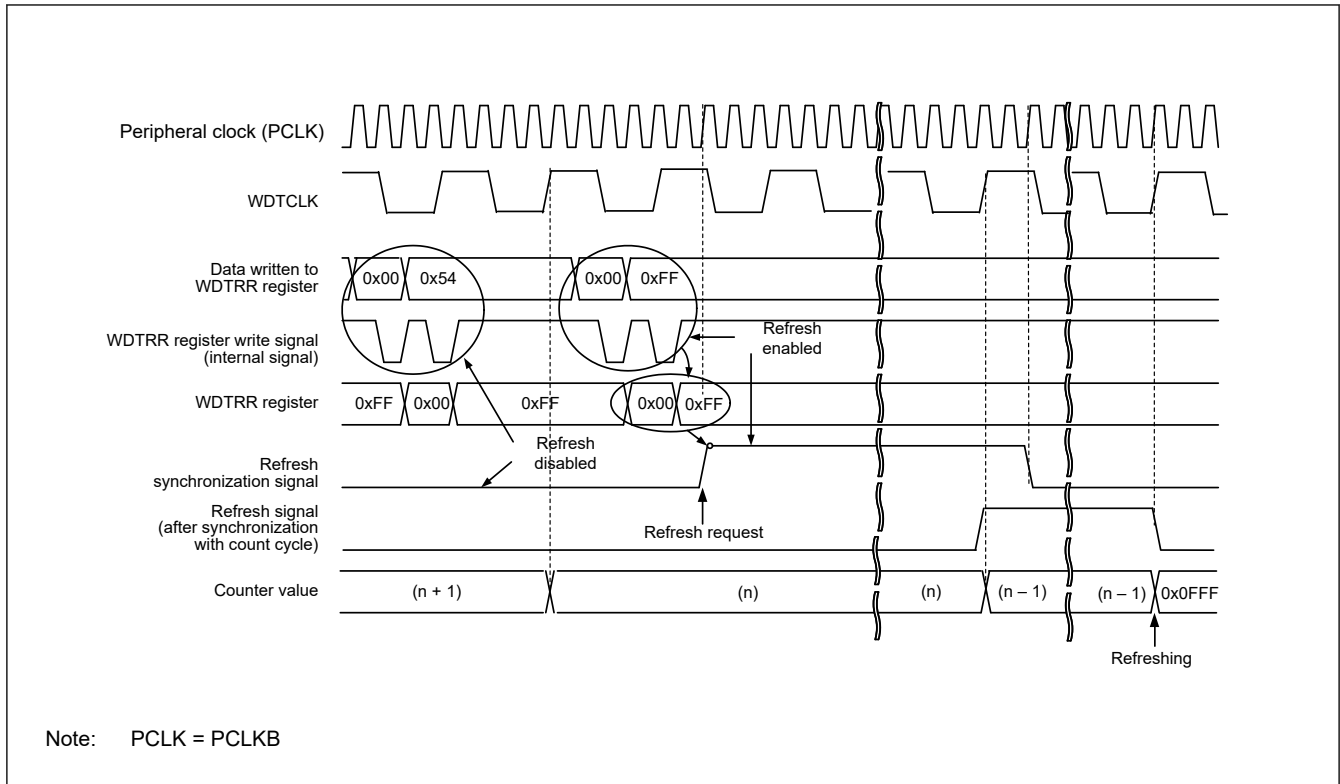 Peripheral clock (PCLK)
WDTCLK
Data written to
WDTRR register
0x00
0x54
0x00
0xFF
WDTRR register write signal
(internal signal)
Refresh
enabled
WDTRR register
0xFF
0x00
0xFF
0x00
0xFF
Refresh
disabled
Refresh
synchronization signal
Refresh signal
(after synchronization
with count cycle)
Refresh request
Counter value
(n + 1)
(n)
(n)
(n – 1)
(n – 1)
0x0FFF
Refreshing
Note: PCLK = PCLKB